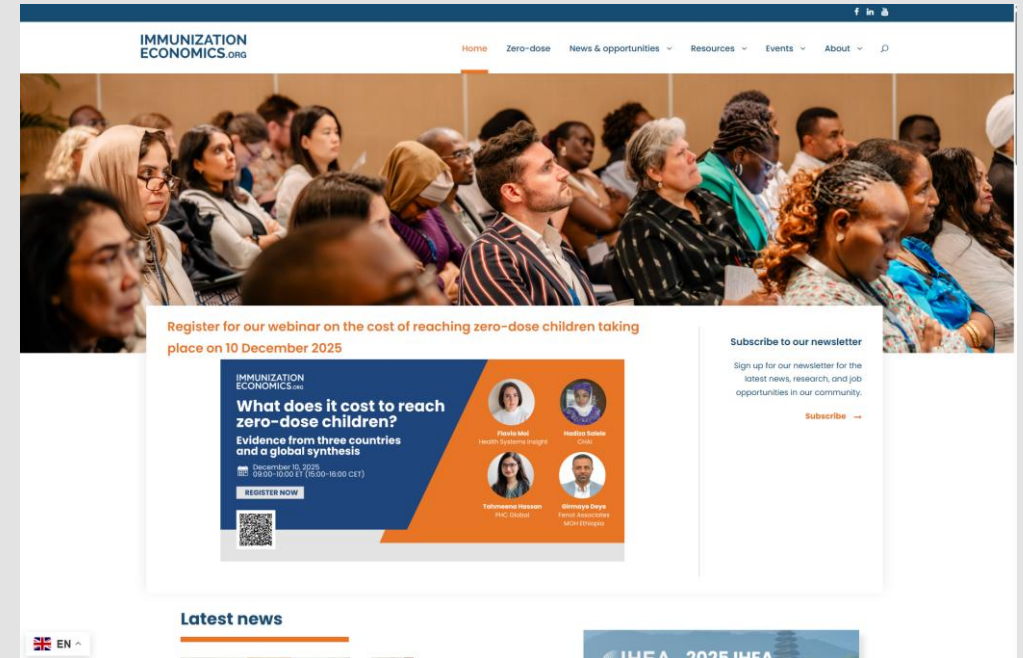 IMMUNIZATION
ECONOMICS.ORG
Home Zero-dose News & opportunities Resources Events About
Register for our webinar on the cost of reaching zero-dose children taking
place on 10 December 2025
IMMUNIZATION
ECONOMICS.ORG
What does it cost to reach
zero-dose children?
Evidence from three countries
and a global synthesis
December 10, 2025
09:00-10:00 ET (15:00-16:00 CET)
REGISTER NOW
Flavia Moi
Health Systems Insight
Hadiza Salele
CHAI
Tahmeena Hassan
PHC Global
Girmaye Deye
Fenot Associates
MOH Ethiopia
Subscribe to our newsletter
Sign up for our newsletter for the
latest news, research, and job
opportunities in our community.
Subscribe →
Latest news
EN
IHEA 2025 IHEA